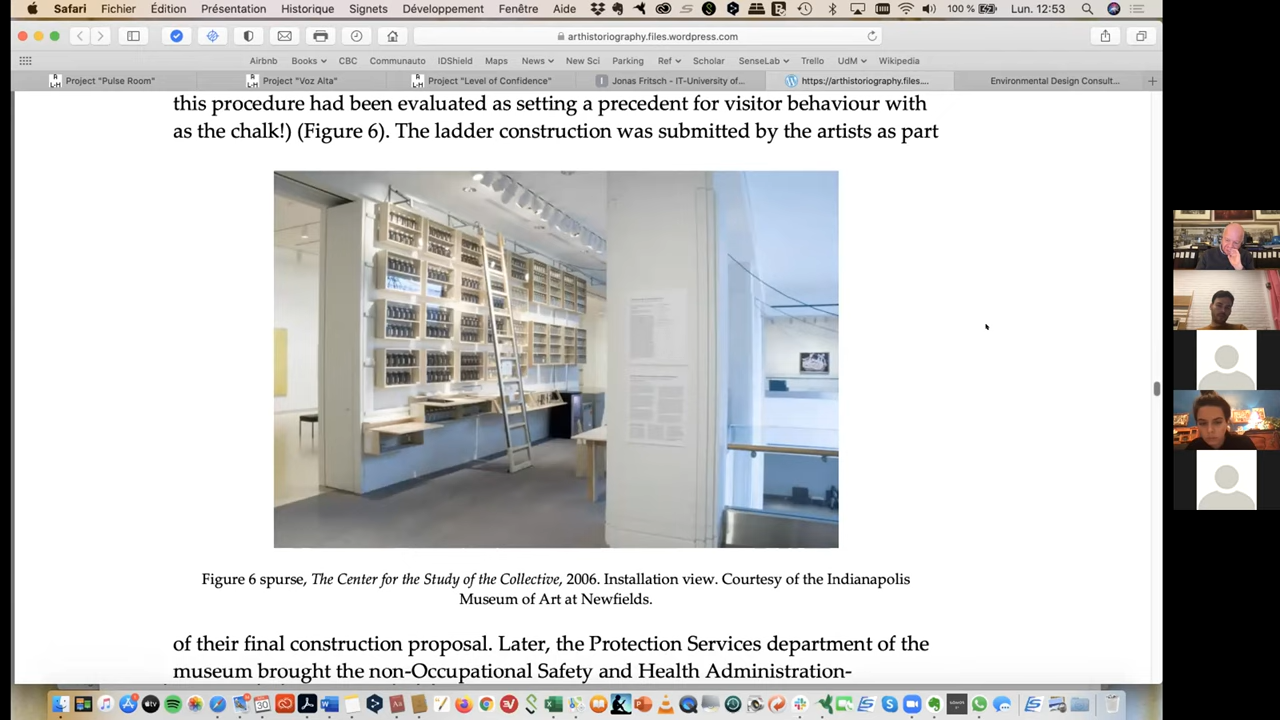 Safari Fichier Édition Présentation Historique Signets Développement Fenêtre Aide 100 % Lun. 12:53
arthistoriography.files.wordpress.com
Airbnb Books CBC Communauto IDShield Maps News New Sci Parking Ref Scholar SenseLab Trello UdM Wikipedia
Project "Pulse Room" Project "Voz Alta" Project "Level of Confidence" Jonas Fritsch - IT-University of... https://arthistoriography.files.... Environmental Design Consult...
this procedure had been evaluated as setting a precedent for visitor behaviour with
as the chalk!) (Figure 6). The ladder construction was submitted by the artists as part
Figure 6 spurse, The Center for the Study of the Collective, 2006. Installation view. Courtesy of the Indianapolis
Museum of Art at Newfields.
of their final construction proposal. Later, the Protection Services department of the
museum brought the non-Occupational Safety and Health Administration-